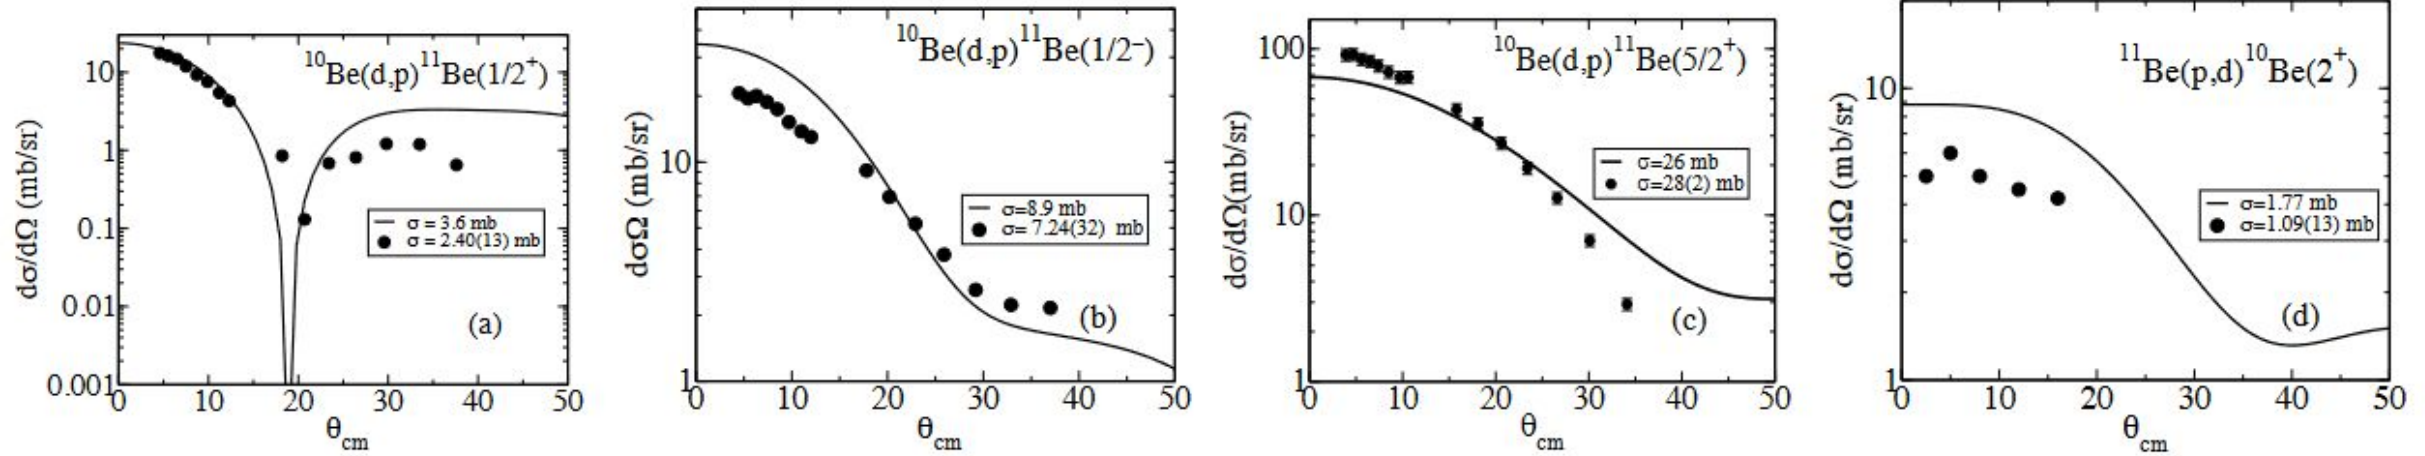 10
1
0.1
0.01
0.001
0 10 20 30 40 50
dσ/dΩ (mb/sr)
θcm
¹⁰Be(d,p)¹¹Be(1/2⁺)
σ = 3.6 mb
σ = 2.40(13) mb
(a)
10
1
0 10 20 30 40 50
dσ/dΩ (mb/sr)
θcm
¹⁰Be(d,p)¹¹Be(1/2⁻)
σ=8.9 mb
σ= 7.24(32) mb
(b)
100
10
1
0 10 20 30 40 50
dσ/dΩ(mb/sr)
θcm
¹⁰Be(d,p)¹¹Be(5/2⁺)
σ=26 mb
σ=28(2) mb
(c)
10
1
0 10 20 30 40 50
dσ/dΩ (mb/sr)
θcm
¹¹Be(p,d)¹⁰Be(2⁺)
σ=1.77 mb
σ=1.09(13) mb
(d)